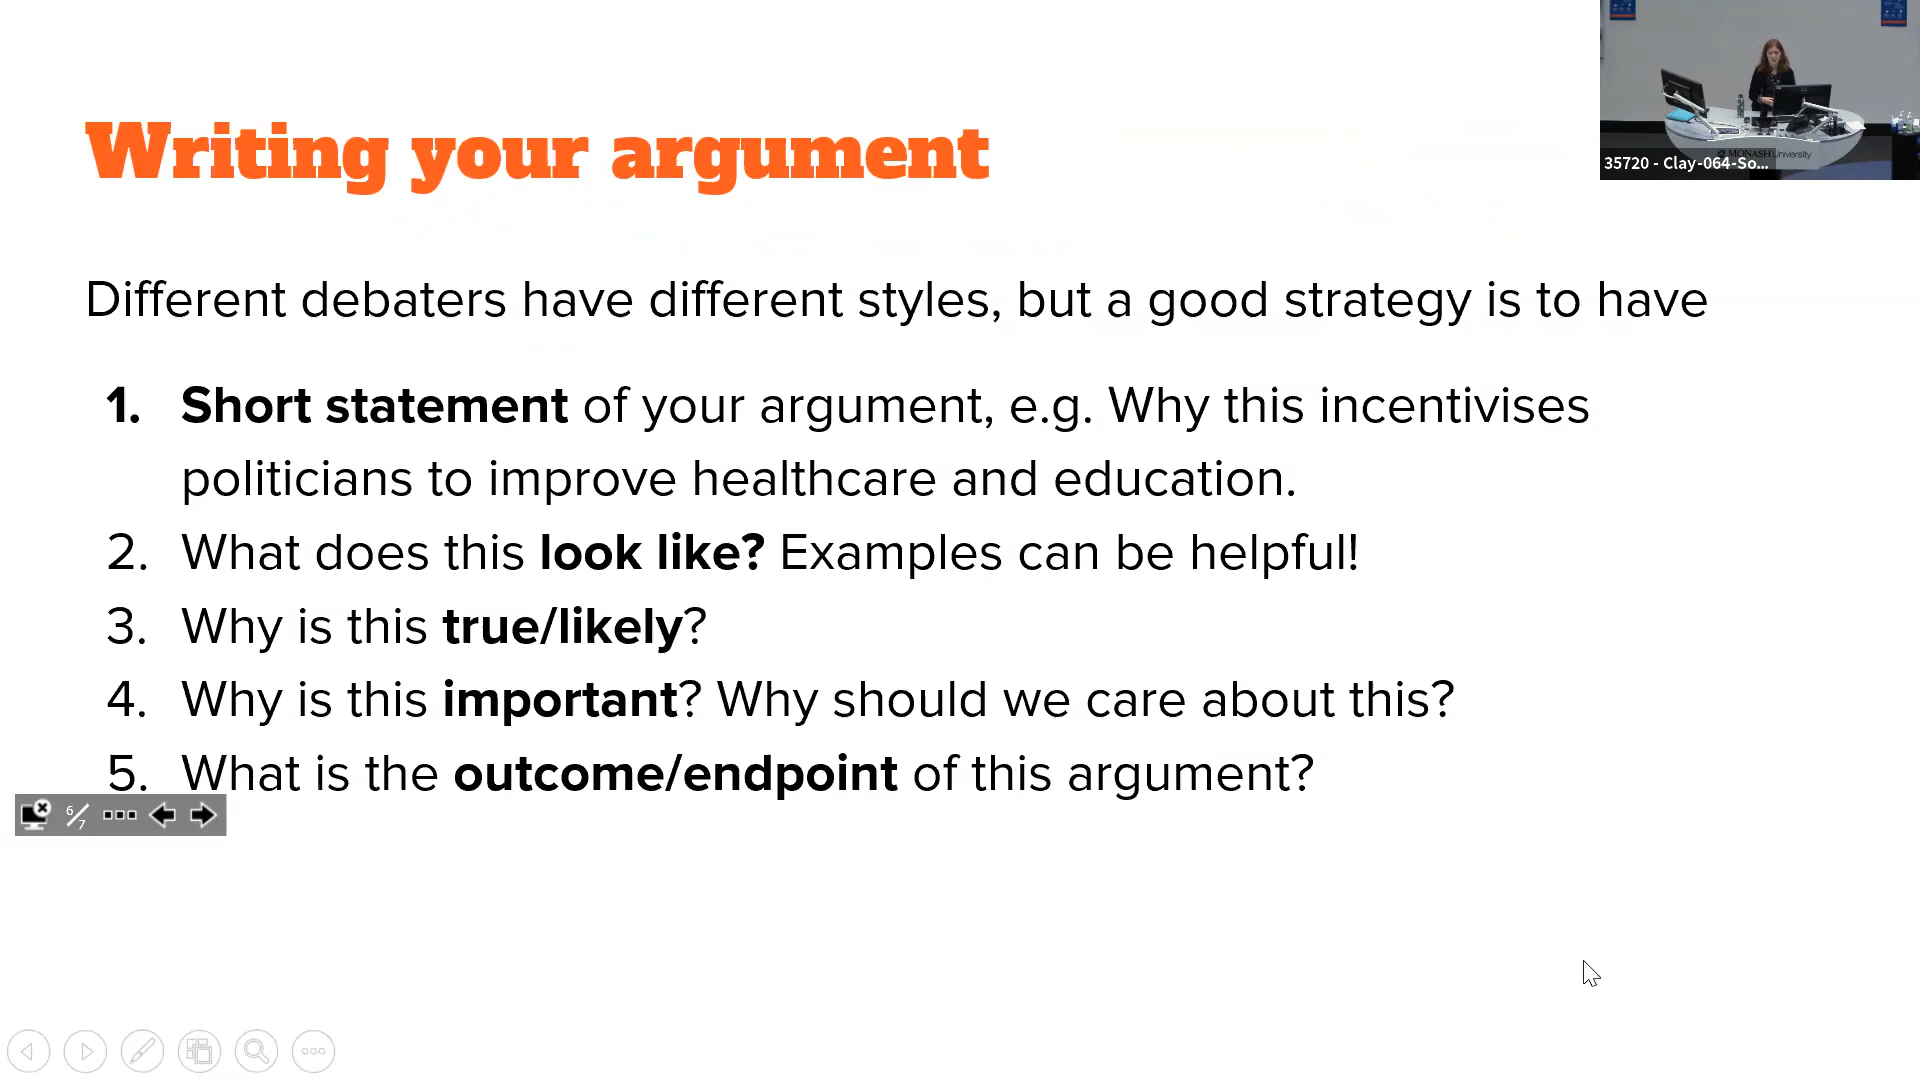 Writing your argument
Different debaters have different styles, but a good strategy is to have
1. Short statement of your argument, e.g. Why this incentivises
politicians to improve healthcare and education.
2. What does this look like? Examples can be helpful!
3. Why is this true/likely?
4. Why is this important? Why should we care about this?
5. What is the outcome/endpoint of this argument?
6/7
MONASH University
35720 - Clay-064-So...